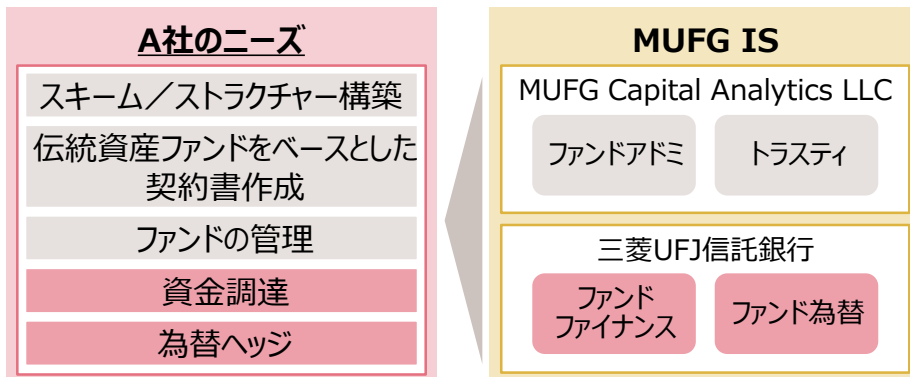 A社のニーズ
スキーム／ストラクチャー構築
伝統資産ファンドをベースとした
契約書作成
ファンドの管理
資金調達
為替ヘッジ
MUFG IS
MUFG Capital Analytics LLC
ファンドアドミ
トラスティ
三菱UFJ信託銀行
ファンド
ファイナンス
ファンド為替